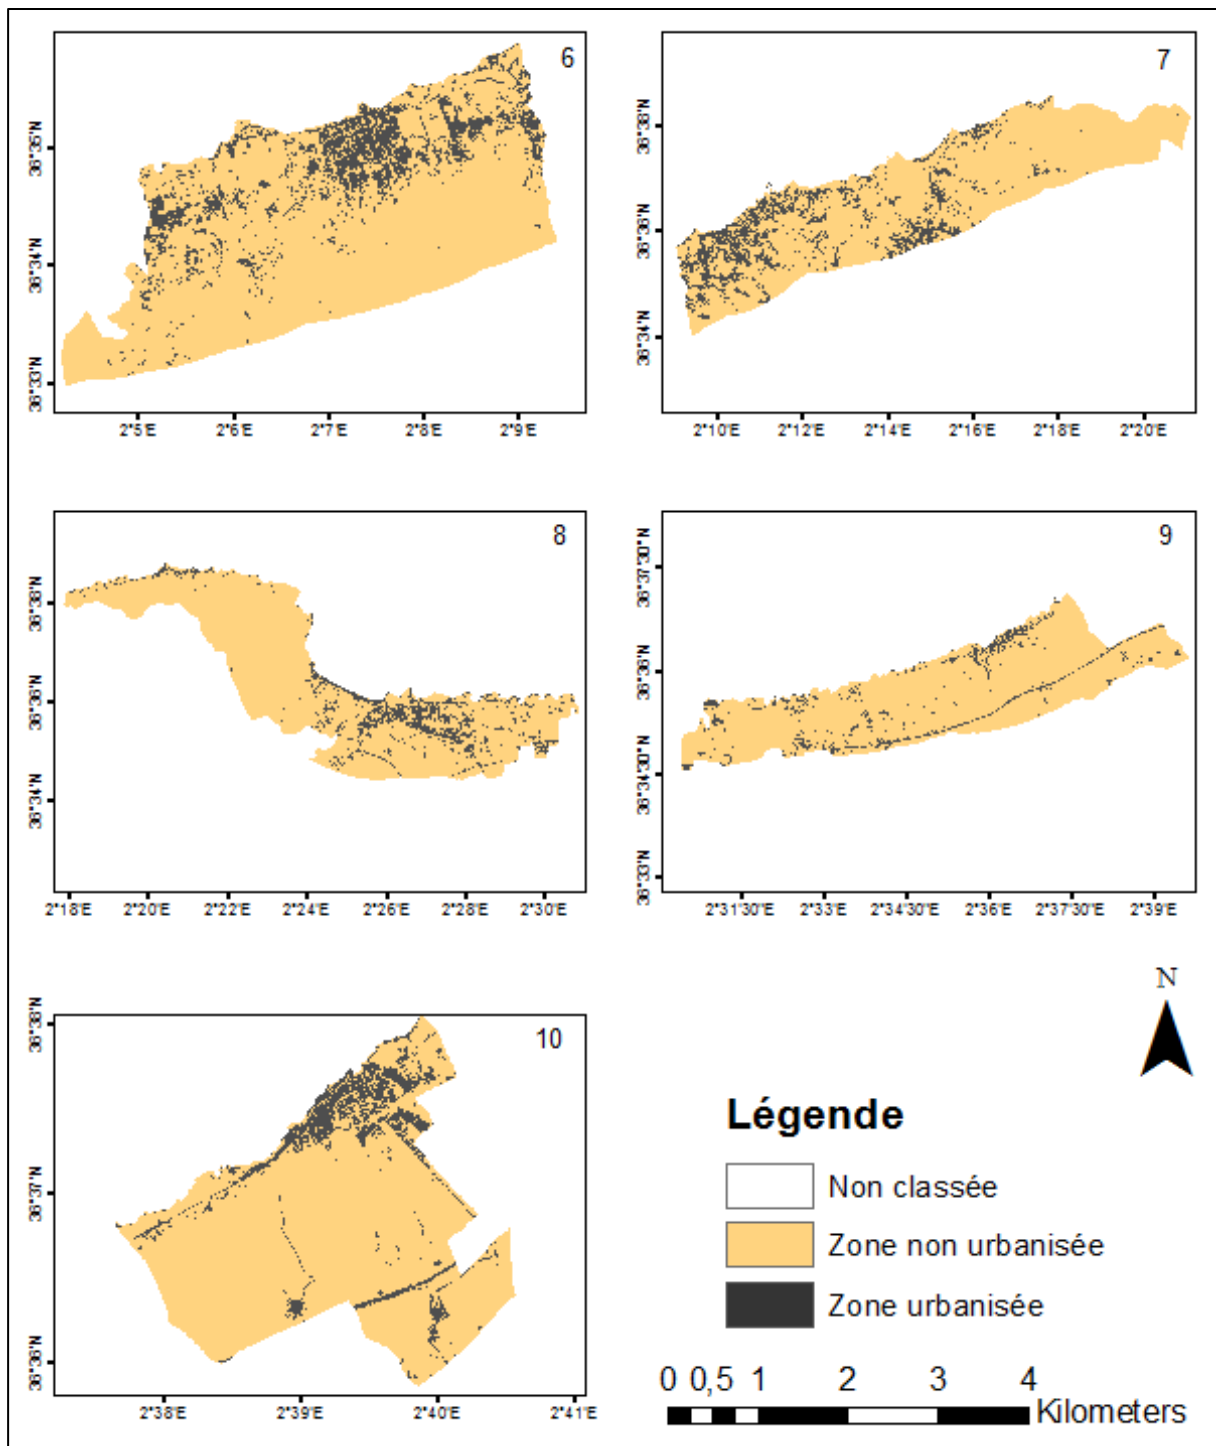 6
36°35'N
36°34'N
36°33'N
2°5'E 2°6'E 2°7'E 2°8'E 2°9'E
7
36°38'N
36°36'N
36°34'N
2°10'E 2°12'E 2°14'E 2°16'E 2°18'E 2°20'E
8
36°38'N
36°36'N
36°34'N
2°18'E 2°20'E 2°22'E 2°24'E 2°26'E 2°28'E 2°30'E
9
36°37'30"N
36°36'N
36°34'30"N
36°33'N
2°31'30"E 2°33'E 2°34'30"E 2°36'E 2°37'30"E 2°39'E
10
36°38'N
36°37'N
36°36'N
2°38'E 2°39'E 2°40'E 2°41'E
N
Légende
Non classée
Zone non urbanisée
Zone urbanisée
0 0,5 1 2 3 4
Kilometers